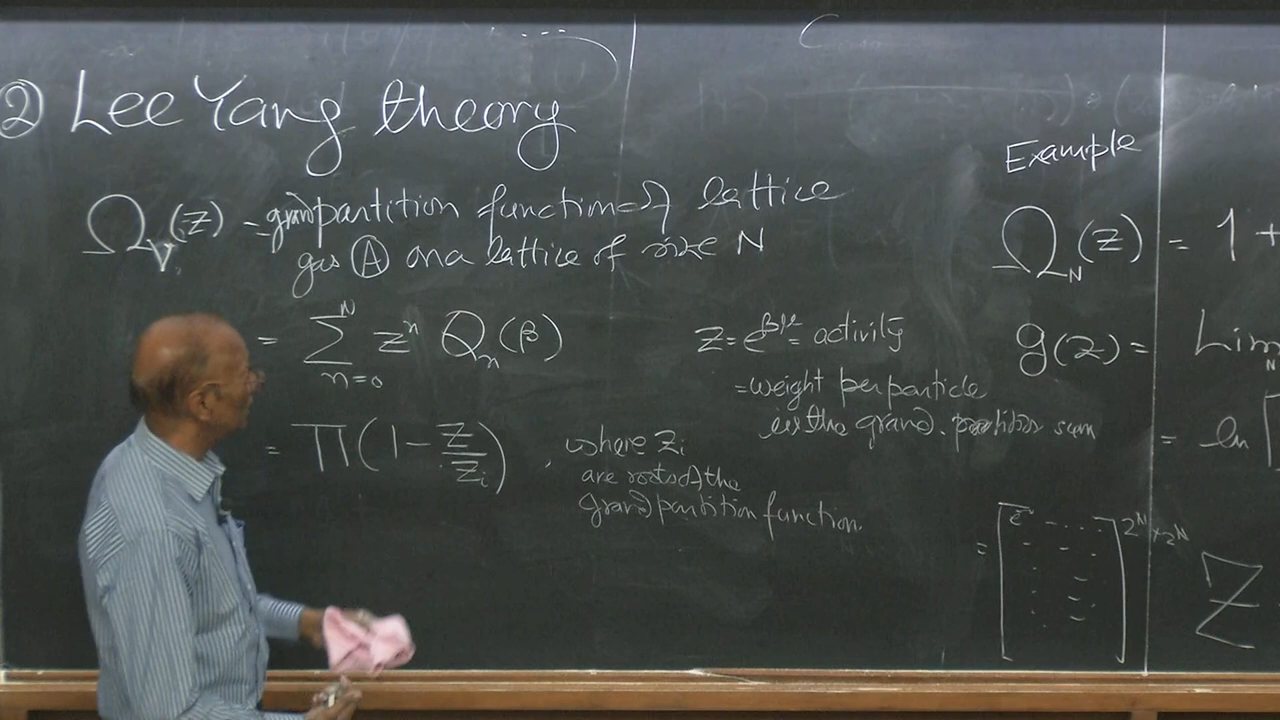 ② Lee Yang theory
Ω_V(z) - grand partition function of lattice
gas Ⓐ on a lattice of size N
= Σ_{n=0}^{N} z^n Q_n(β)
z = e^{βμ} = activity
= weight per particle
in the grand. partition sum
= Π(1 - z/z_i), where z_i
are roots of the
grand partition function.
Example
Ω_N(z) = 1 +
g(z) = Lim_N
= ln [
= [e ... ] 2^N × 2^N
Z